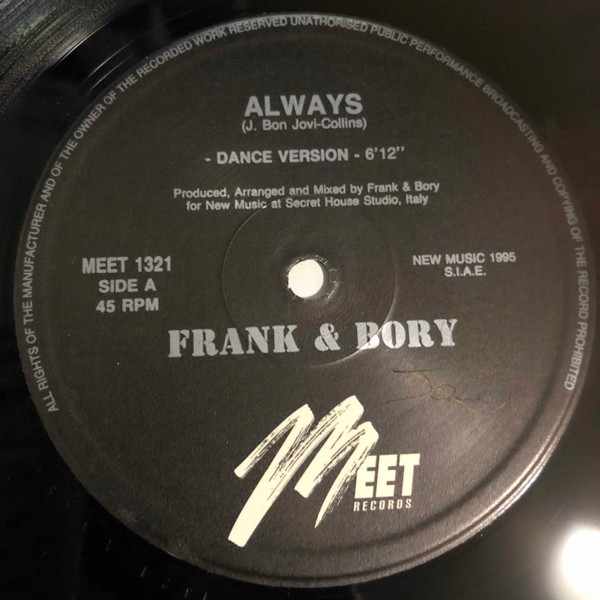 ALL RIGHTS OF THE MANUFACTURER AND OF THE OWNER OF THE RECORDED WORK RESERVED UNATHORISED PUBLIC PERFORMANCE BROADCASTING AND COPYING OF THE RECORD PROHIBITED
ALWAYS
(J. Bon Jovi-Collins)
- DANCE VERSION - 6'12"
Produced, Arranged and Mixed by Frank & Bory
for New Music at Secret House Studio, Italy
MEET 1321
SIDE A
45 RPM
NEW MUSIC 1995
S.I.A.E.
FRANK & BORY
MEET
RECORDS